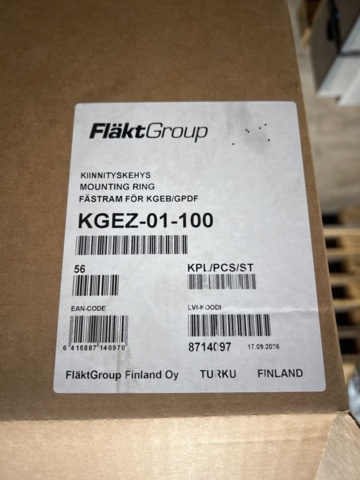 FläktGroup
KIINNITYSKEHYS
MOUNTING RING
FÄSTRAM FÖR KGEB/GPDF
KGEZ-01-100
56 KPL/PCS/ST
EAN-CODE LVI-KOODI
6 415887 140970 8714097 17.09.2026
FläktGroup Finland Oy TURKU FINLAND